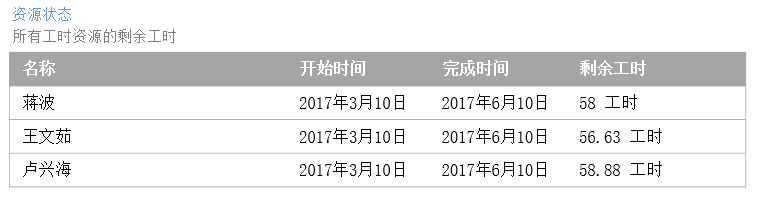 资源状态
所有工时资源的剩余工时
名称 开始时间 完成时间 剩余工时
蒋波 2017年3月10日 2017年6月10日 58 工时
王文茹 2017年3月10日 2017年6月10日 56.63 工时
卢兴海 2017年3月10日 2017年6月10日 58.88 工时